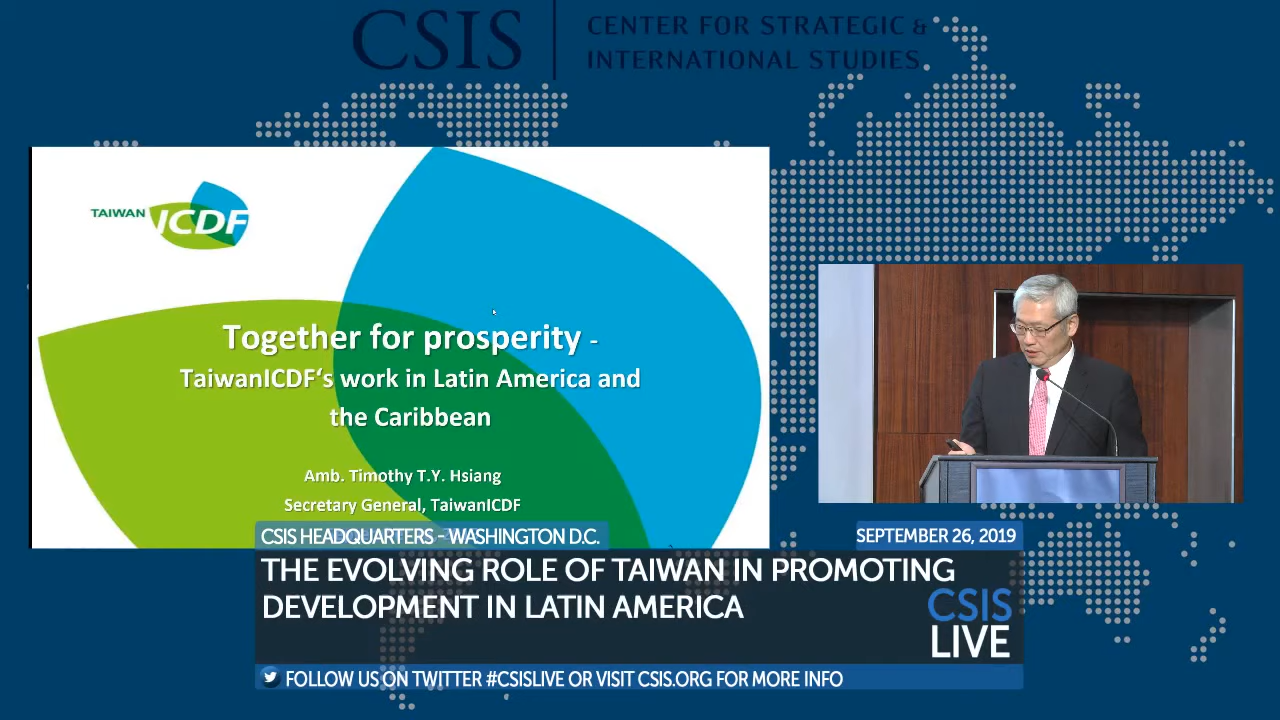 CSIS
CENTER FOR STRATEGIC &
INTERNATIONAL STUDIES
TAIWAN ICDF
Together for prosperity -
TaiwanICDF‘s work in Latin America and
the Caribbean
Amb. Timothy T.Y. Hsiang
Secretary General, TaiwanICDF
CSIS HEADQUARTERS - WASHINGTON D.C.
SEPTEMBER 26, 2019
THE EVOLVING ROLE OF TAIWAN IN PROMOTING
DEVELOPMENT IN LATIN AMERICA
CSIS
LIVE
FOLLOW US ON TWITTER #CSISLIVE OR VISIT CSIS.ORG FOR MORE INFO